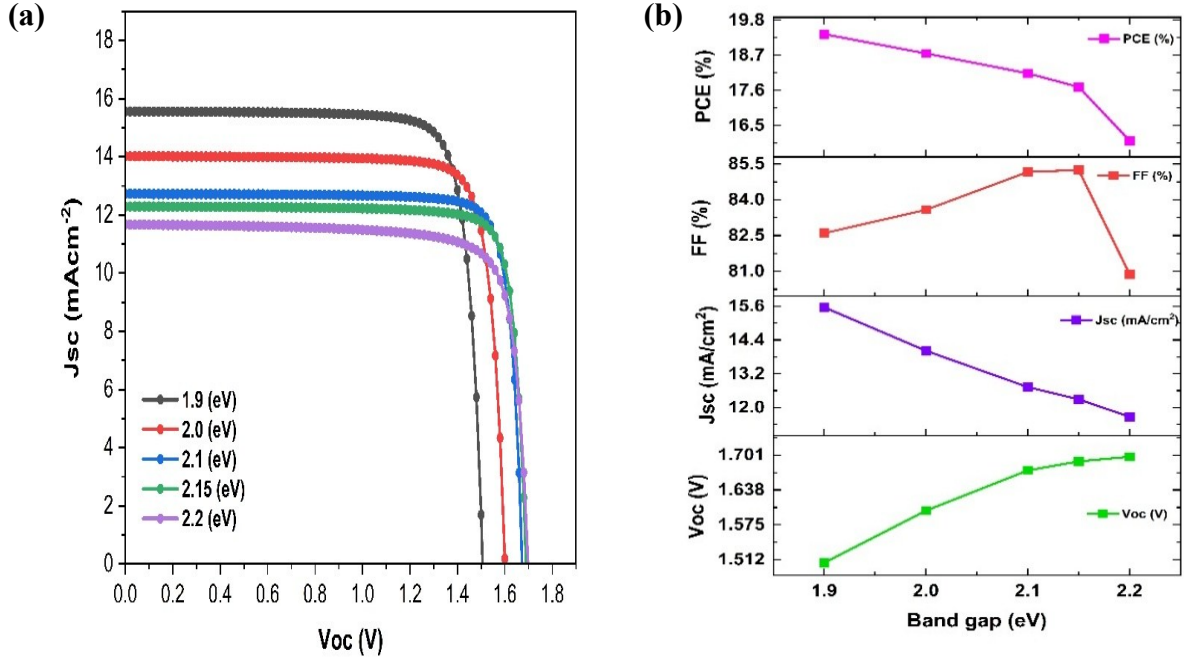 (a)
Jsc (mAcm⁻²)
18
16
14
12
10
8
6
4
2
0
1.9 (eV)
2.0 (eV)
2.1 (eV)
2.15 (eV)
2.2 (eV)
0.0 0.2 0.4 0.6 0.8 1.0 1.2 1.4 1.6 1.8
Voc (V)
(b)
PCE (%)
19.8
18.7
17.6
16.5
PCE (%)
FF (%)
85.5
84.0
82.5
81.0
FF (%)
Jsc (mA/cm²)
15.6
14.4
13.2
12.0
Jsc (mA/cm²)
Voc (V)
1.701
1.638
1.575
1.512
Voc (V)
1.9 2.0 2.1 2.2
Band gap (eV)